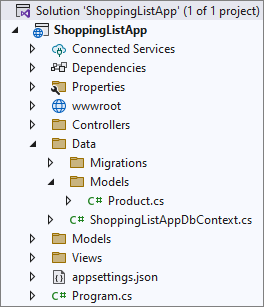 Solution 'ShoppingListApp' (1 of 1 project)
ShoppingListApp
Connected Services
Dependencies
Properties
wwwroot
Controllers
Data
Migrations
Models
C# Product.cs
C# ShoppingListAppDbContext.cs
Models
Views
appsettings.json
C# Program.cs